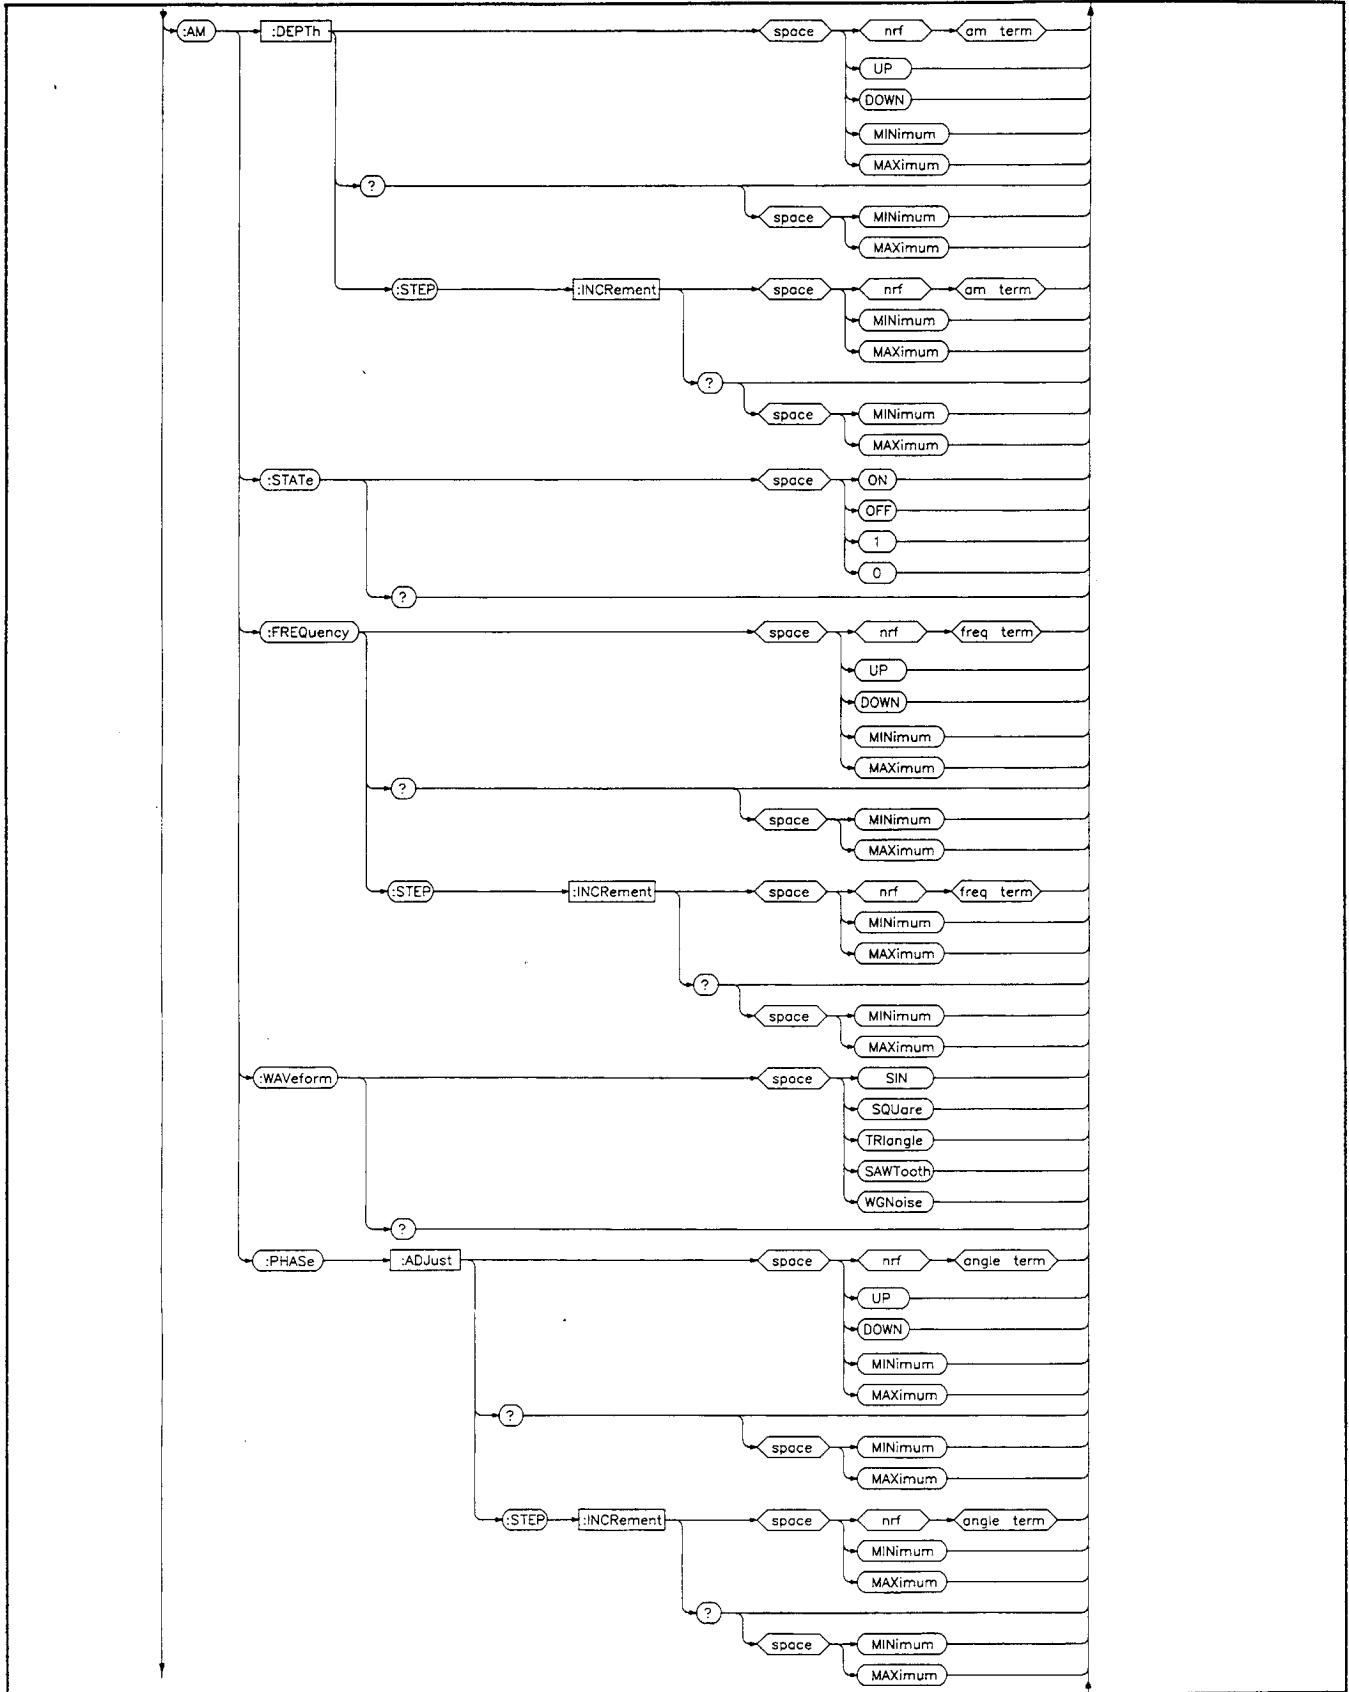 :AM :DEPTh space nrf am term
UP
DOWN
MINimum
MAXimum
?
space MINimum
MAXimum
:STEP :INCRement space nrf am term
MINimum
MAXimum
?
space MINimum
MAXimum
:STATe space ON
OFF
1
0
?
:FREQuency space nrf freq term
UP
DOWN
MINimum
MAXimum
?
space MINimum
MAXimum
:STEP :INCRement space nrf freq term
MINimum
MAXimum
?
space MINimum
MAXimum
:WAVeform space SIN
SQUare
TRIangle
SAWTooth
WGNoise
?
:PHASe :ADJust space nrf angle term
UP
DOWN
MINimum
MAXimum
?
space MINimum
MAXimum
:STEP :INCRement space nrf angle term
MINimum
MAXimum
?
space MINimum
MAXimum